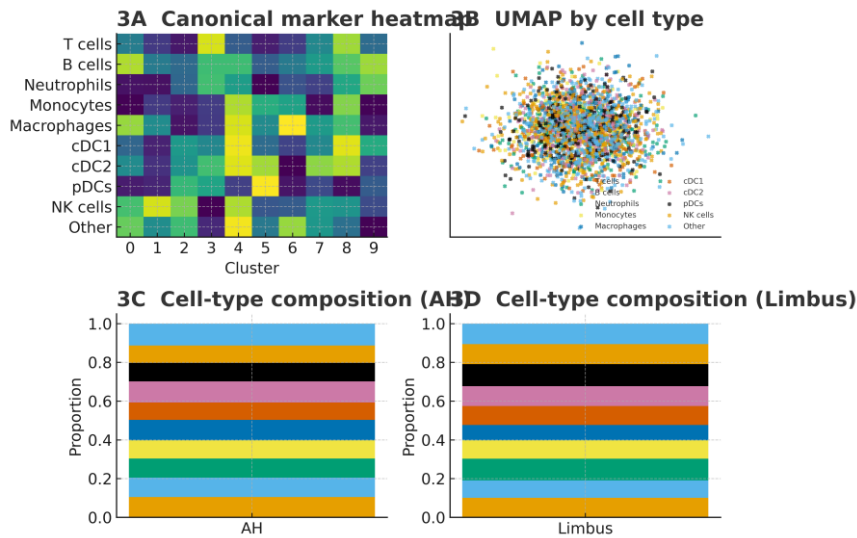 3A Canonical marker heatmap
T cells
B cells
Neutrophils
Monocytes
Macrophages
cDC1
cDC2
pDCs
NK cells
Other
0 1 2 3 4 5 6 7 8 9
Cluster
3B UMAP by cell type
T cells
B cells
Neutrophils
Monocytes
Macrophages
cDC1
cDC2
pDCs
NK cells
Other
3C Cell-type composition (AH)
1.0
0.8
0.6
0.4
0.2
0.0
Proportion
AH
3D Cell-type composition (Limbus)
1.0
0.8
0.6
0.4
0.2
0.0
Proportion
Limbus